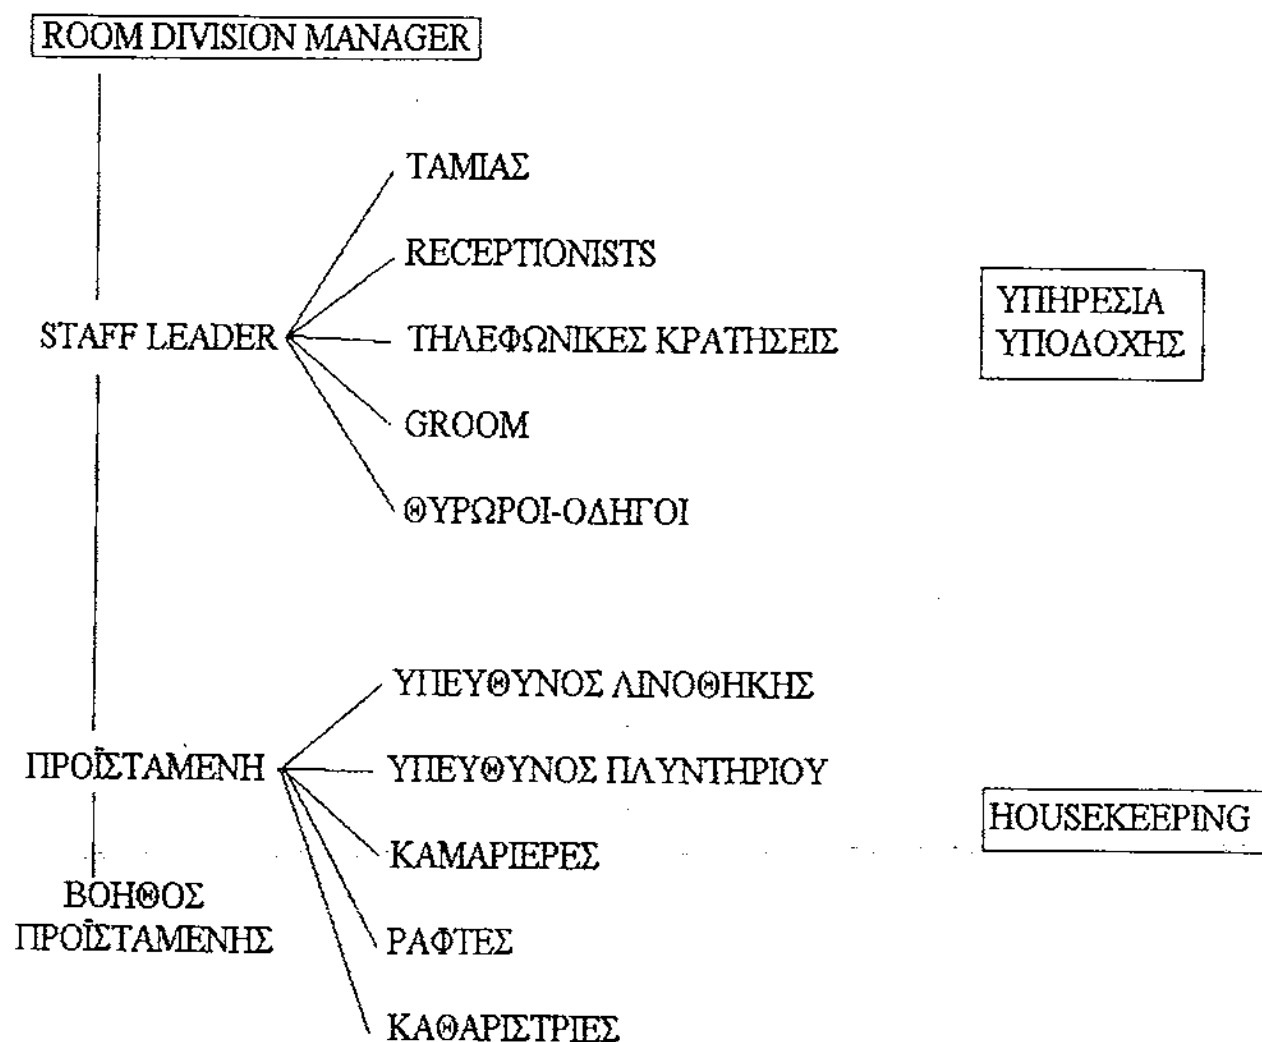 ROOM DIVISION MANAGER
ΤΑΜΙΑΣ
RECEPTIONISTS
STAFF LEADER
ΤΗΛΕΦΩΝΙΚΕΣ ΚΡΑΤΗΣΕΙΣ
GROOM
ΘΥΡΩΡΟΙ-ΟΔΗΓΟΙ
ΥΠΗΡΕΣΙΑ
ΥΠΟΔΟΧΗΣ
ΥΠΕΥΘΥΝΟΣ ΛΙΝΟΘΗΚΗΣ
ΠΡΟΪΣΤΑΜΕΝΗ
ΥΠΕΥΘΥΝΟΣ ΠΛΥΝΤΗΡΙΟΥ
ΚΑΜΑΡΙΕΡΕΣ
ΒΟΗΘΟΣ
ΠΡΟΪΣΤΑΜΕΝΗΣ
ΡΑΦΤΕΣ
ΚΑΘΑΡΙΣΤΡΙΕΣ
HOUSEKEEPING